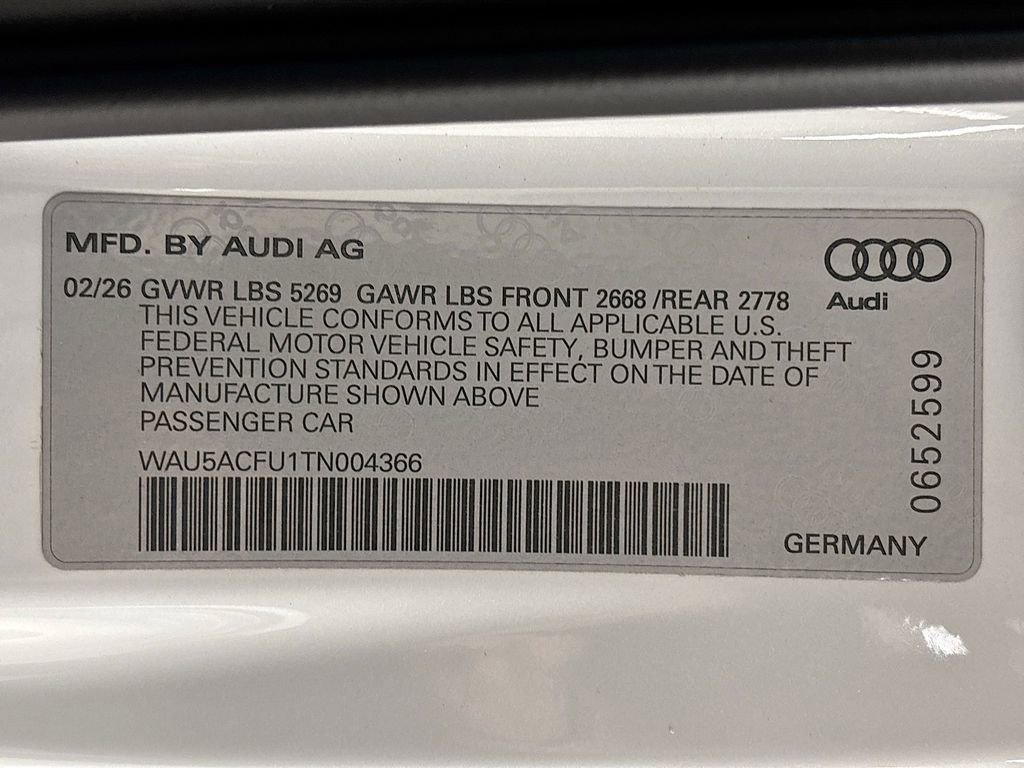 MFD. BY AUDI AG
Audi
02/26 GVWR LBS 5269 GAWR LBS FRONT 2668 /REAR 2778
THIS VEHICLE CONFORMS TO ALL APPLICABLE U.S.
FEDERAL MOTOR VEHICLE SAFETY, BUMPER AND THEFT
PREVENTION STANDARDS IN EFFECT ON THE DATE OF
MANUFACTURE SHOWN ABOVE
PASSENGER CAR
WAU5ACFU1TN004366
0652599
GERMANY